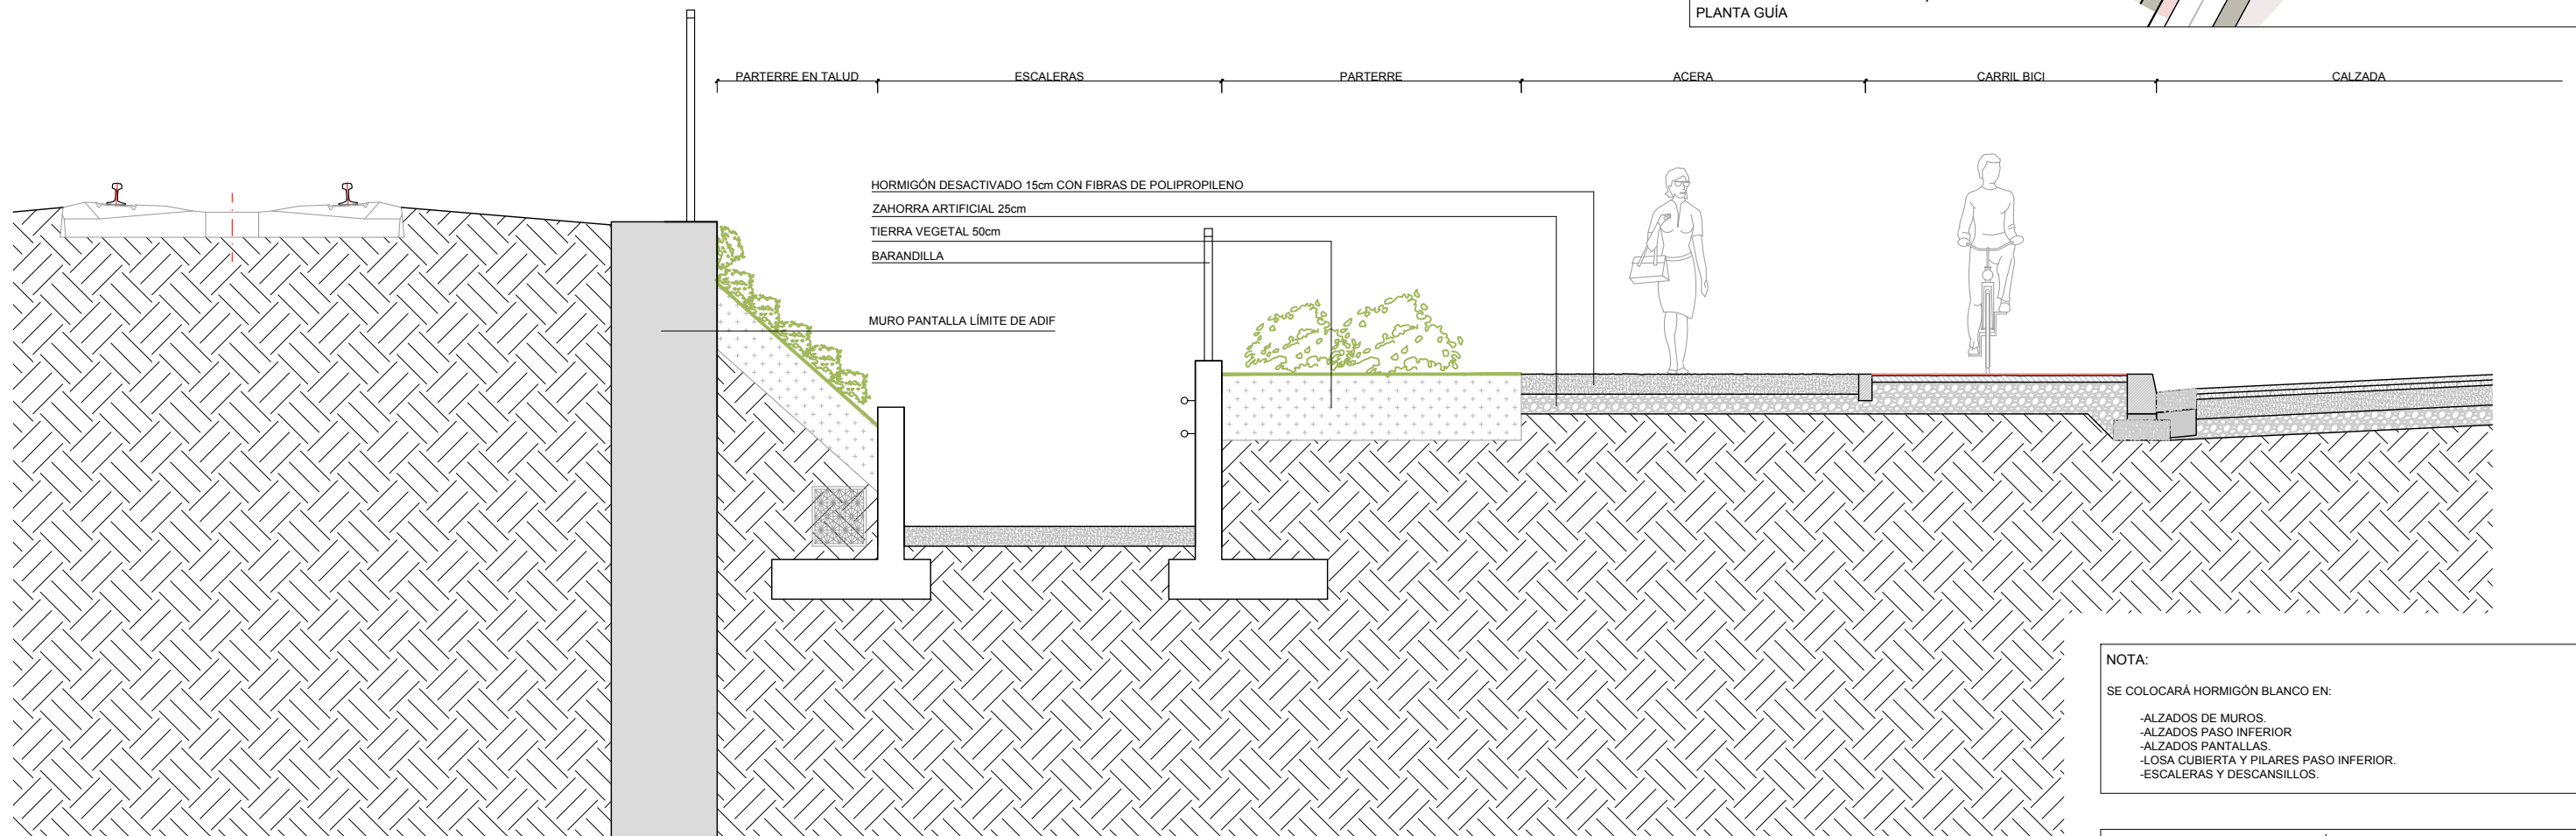 PLANTA GUÍA
PARTERRE EN TALUD
ESCALERAS
PARTERRE
ACERA
CARRIL BICI
CALZADA
HORMIGÓN DESACTIVADO 15cm CON FIBRAS DE POLIPROPILENO
ZAHORRA ARTIFICIAL 25cm
TIERRA VEGETAL 50cm
BARANDILLA
MURO PANTALLA LÍMITE DE ADIF
NOTA:
SE COLOCARÁ HORMIGÓN BLANCO EN:
-ALZADOS DE MUROS.
-ALZADOS PASO INFERIOR
-ALZADOS PANTALLAS.
-LOSA CUBIERTA Y PILARES PASO INFERIOR.
-ESCALERAS Y DESCANSILLOS.